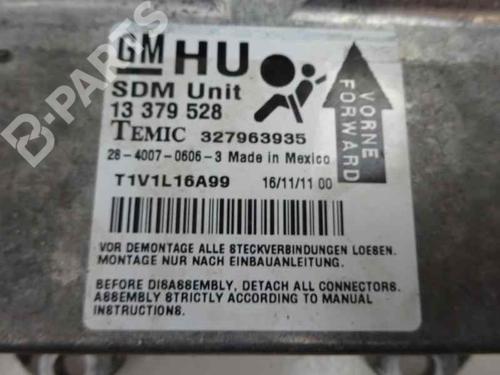 GM HU
SDM Unit
13 379 528
TEMIC 327963935
28-4007-0606-3 Made in Mexico
T1V1L16A99 16/11/11 00
VORNE
FORWARD
VOR DEMONTAGE ALLE STECKVERBINDUNGEN LOESEN.
MONTAGE NUR NACH EINBAUANLEITUNG.
BEFORE DISASSEMBLY, DETACH ALL CONNECTORS.
ASSEMBLY STRICTLY ACCORDING TO MANUAL
INSTRUCTIONS.
B-PARTS
B-PARTS